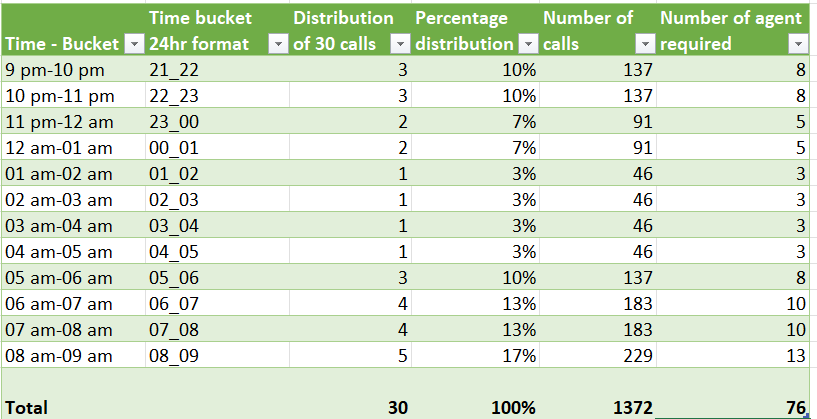 Time - Bucket Time bucket 24hr format Distribution of 30 calls Percentage distribution Number of calls Number of agent required
9 pm-10 pm 21_22 3 10% 137 8
10 pm-11 pm 22_23 3 10% 137 8
11 pm-12 am 23_00 2 7% 91 5
12 am-01 am 00_01 2 7% 91 5
01 am-02 am 01_02 1 3% 46 3
02 am-03 am 02_03 1 3% 46 3
03 am-04 am 03_04 1 3% 46 3
04 am-05 am 04_05 1 3% 46 3
05 am-06 am 05_06 3 10% 137 8
06 am-07 am 06_07 4 13% 183 10
07 am-08 am 07_08 4 13% 183 10
08 am-09 am 08_09 5 17% 229 13
Total 30 100% 1372 76